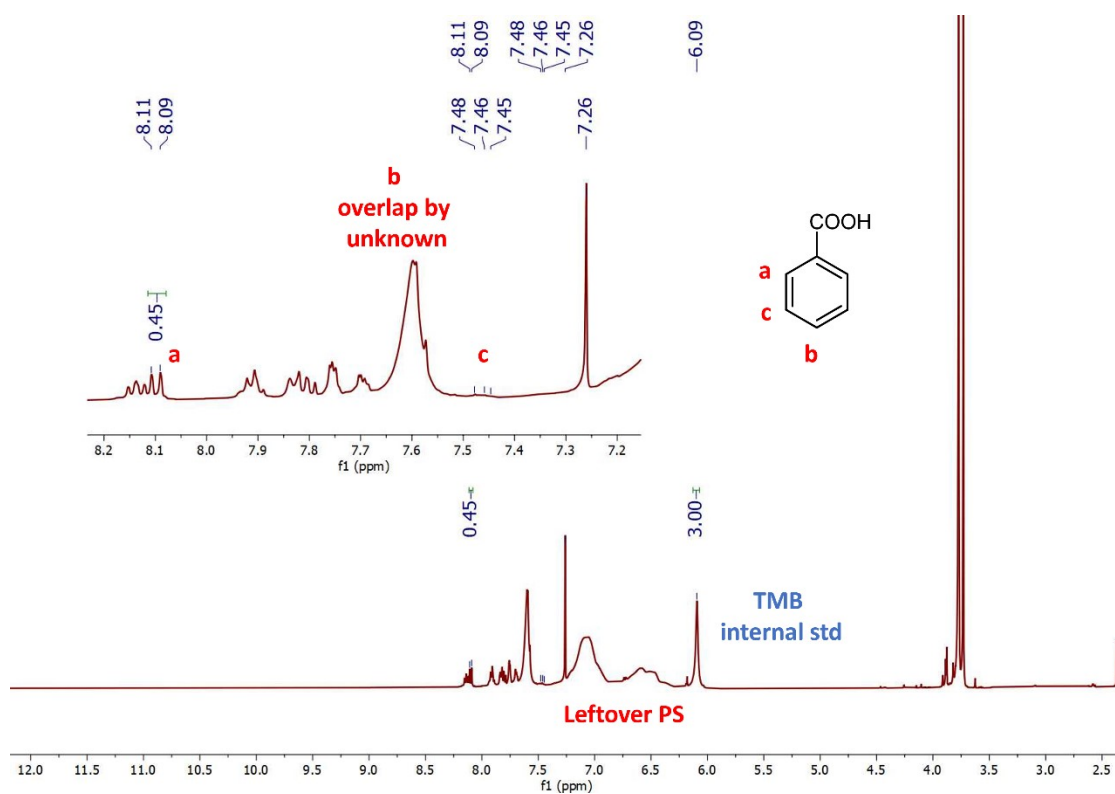 8.11
8.09
7.48
7.46
7.45
7.26
6.09
8.11
8.09
7.48
7.46
7.45
7.26
b
overlap by
unknown
0.45
a
c
8.1 8.0 7.9 7.8 7.7 7.6 7.5 7.4 7.3 7.2
f1 (ppm)
COOH
a
c
b
0.45
3.00
TMB
internal std
Leftover PS
12.0 11.5 11.0 10.5 10.0 9.5 9.0 8.5 8.0 7.5 7.0 6.5 6.0 5.5 5.0 4.5 4.0 3.5 3.0 2.5
f1 (ppm)